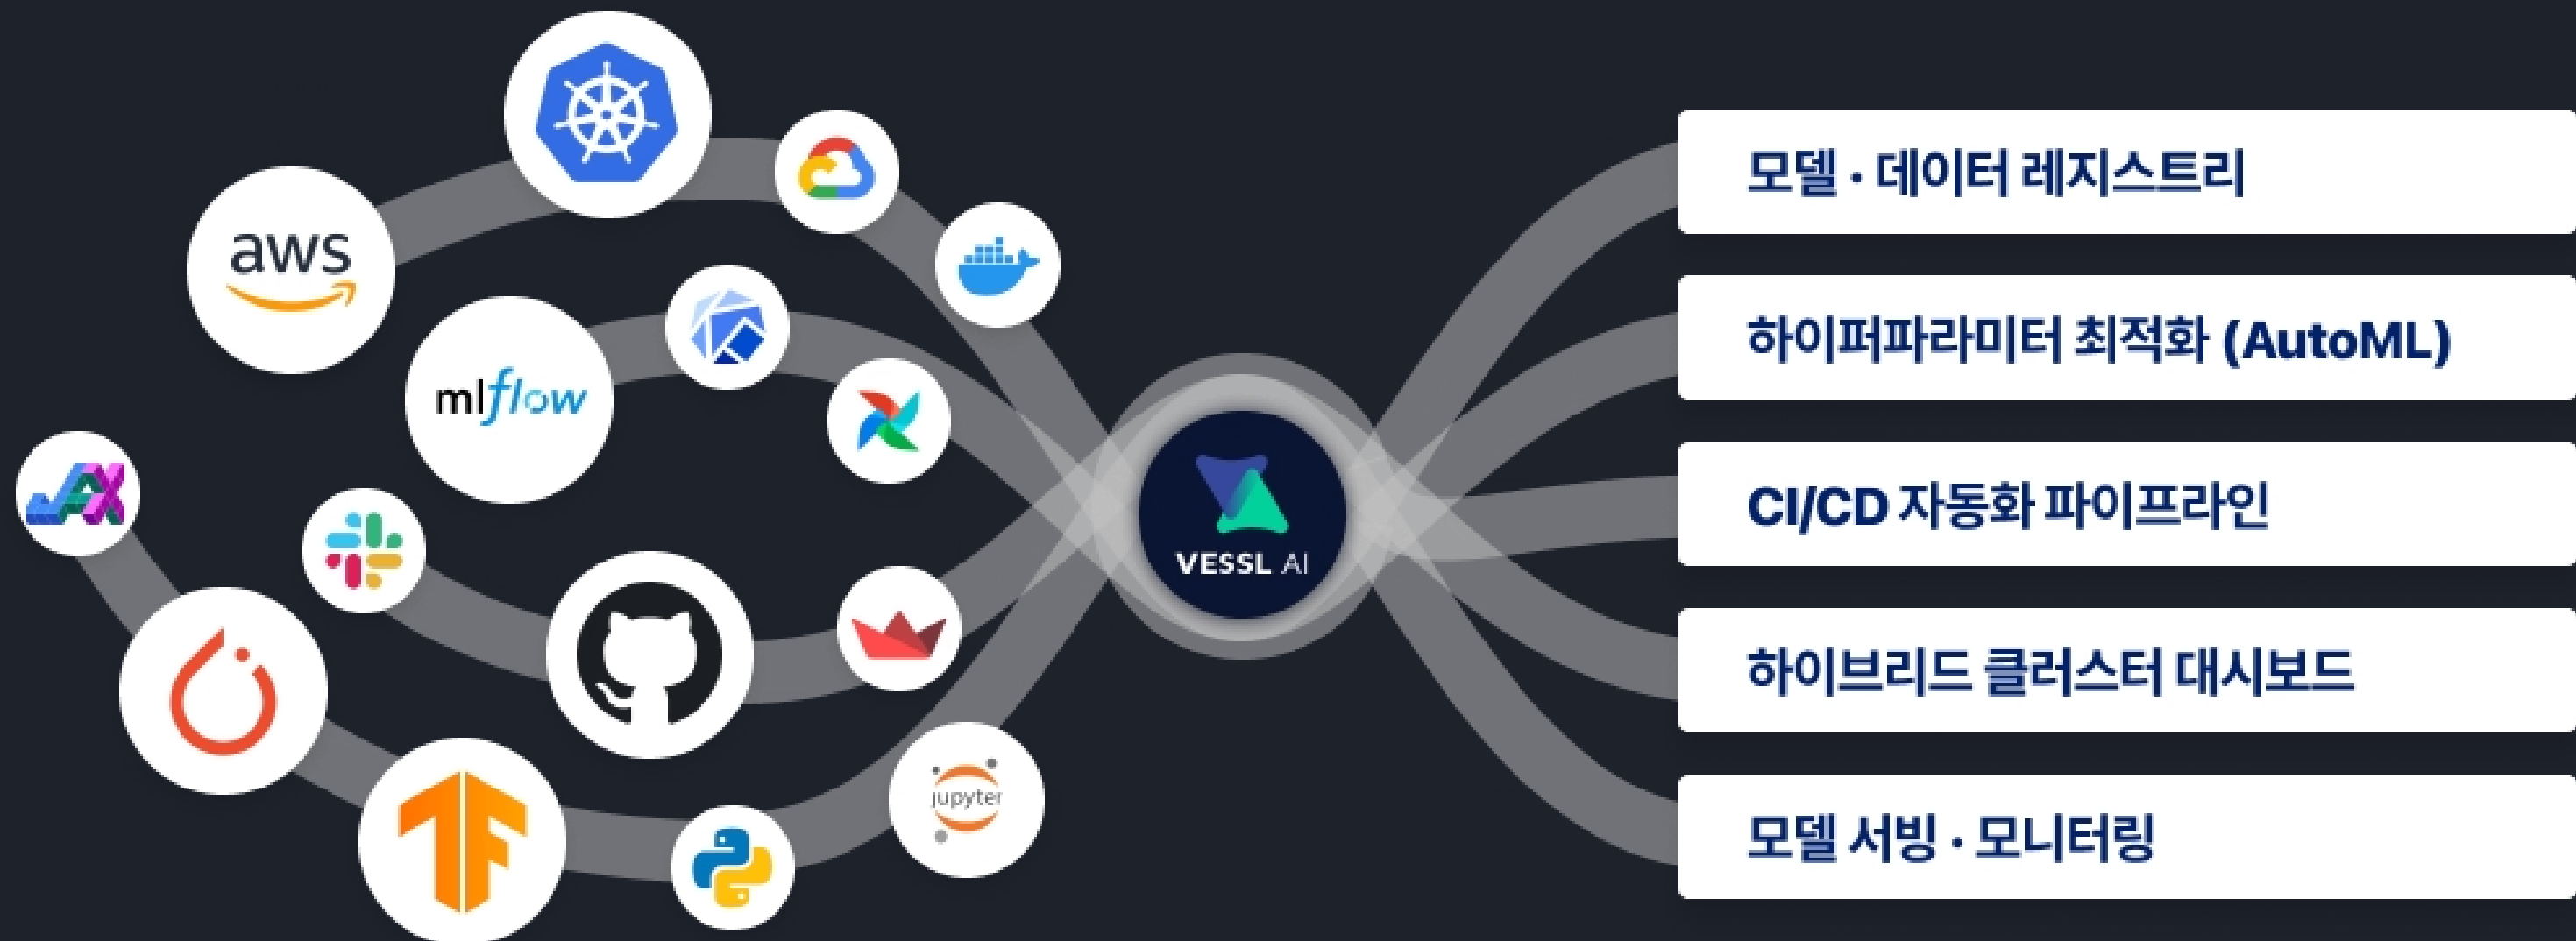 aws
mlflow
JAX
jupyter
VESSL AI
모델 · 데이터 레지스트리
하이퍼파라미터 최적화 (AutoML)
CI/CD 자동화 파이프라인
하이브리드 클러스터 대시보드
모델 서빙 · 모니터링